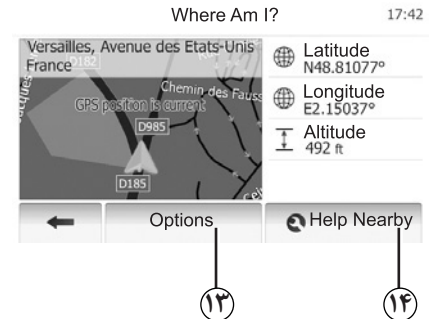 Where Am I?
17:42
Versailles, Avenue des Etats-Unis
France
D182
Chemin des Fauss
GPS position is current
D985
D185
Latitude
N48.81077°
Longitude
E2.15037°
Altitude
492 ft
Options
Help Nearby
۱۳
۱۴